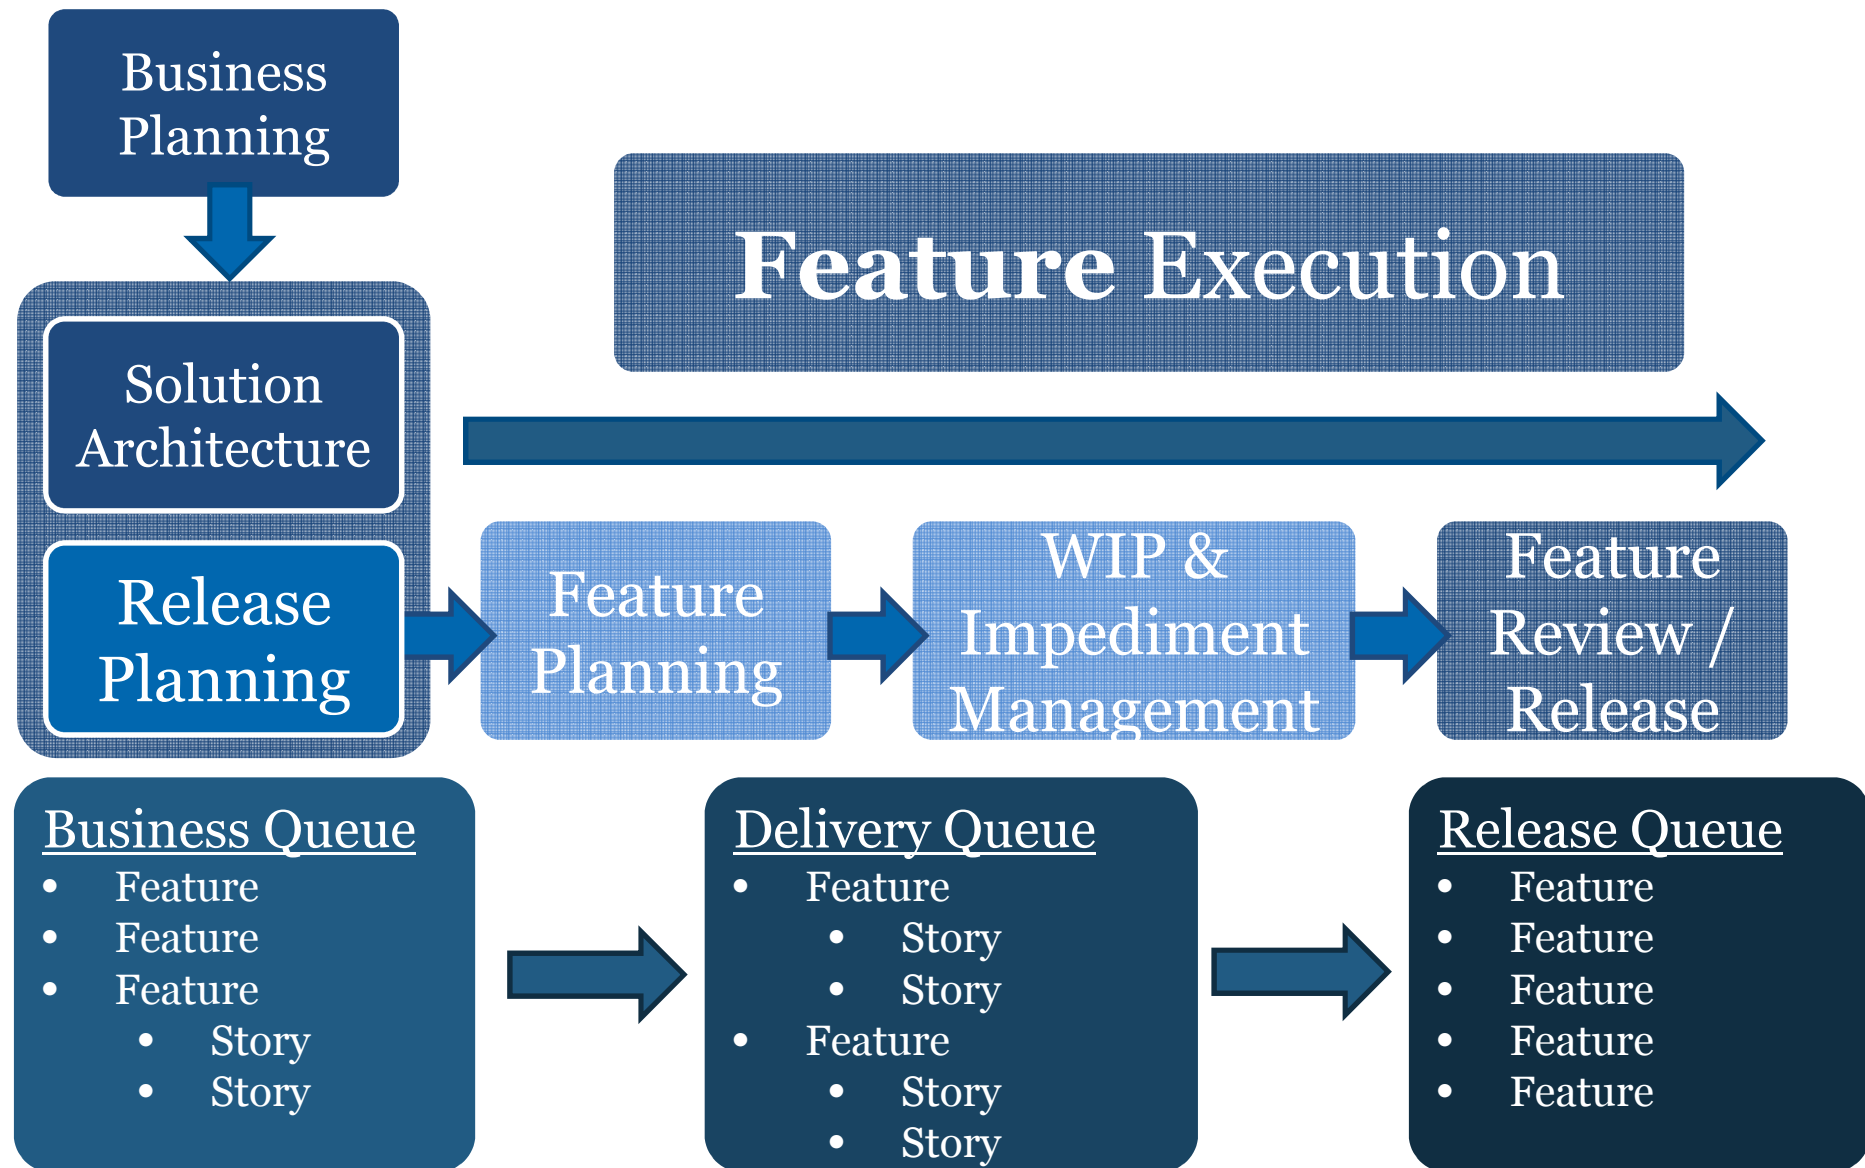 Business
Planning
Feature Execution
Solution
Architecture
Release
Planning
Feature
Planning
WIP &
Impediment
Management
Feature
Review /
Release
Business Queue
• Feature
• Feature
• Feature
• Story
• Story
Delivery Queue
• Feature
• Story
• Story
• Feature
• Story
• Story
Release Queue
• Feature
• Feature
• Feature
• Feature
• Feature